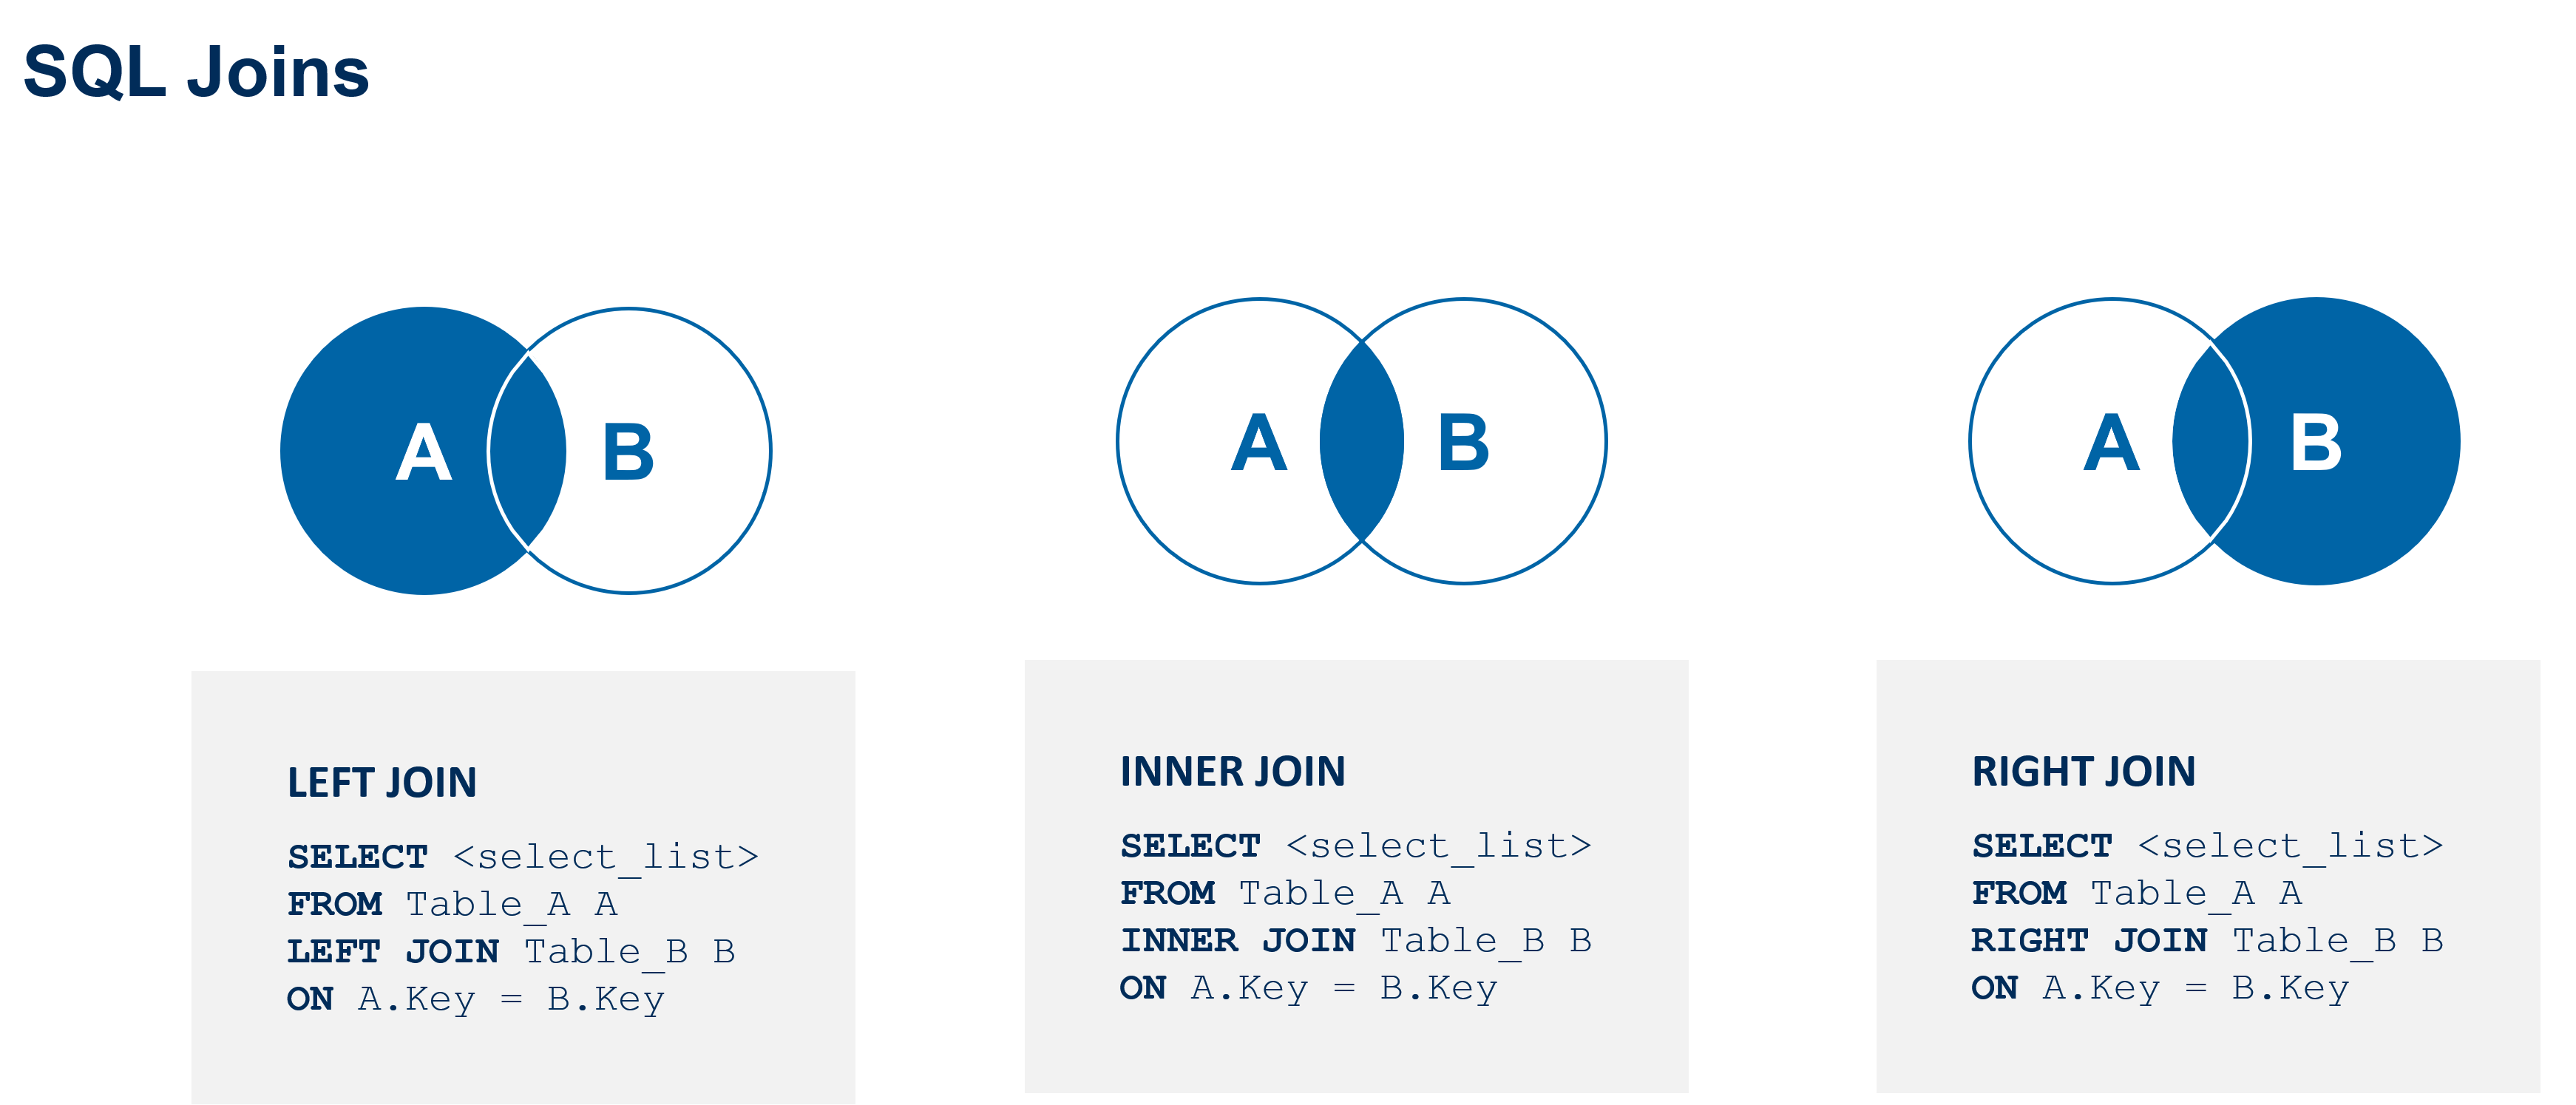 SQL Joins
A
B
A
B
A
B
LEFT JOIN
SELECT <select_list>
FROM Table_A A
LEFT JOIN Table_B B
ON A.Key = B.Key
INNER JOIN
SELECT <select_list>
FROM Table_A A
INNER JOIN Table_B B
ON A.Key = B.Key
RIGHT JOIN
SELECT <select_list>
FROM Table_A A
RIGHT JOIN Table_B B
ON A.Key = B.Key